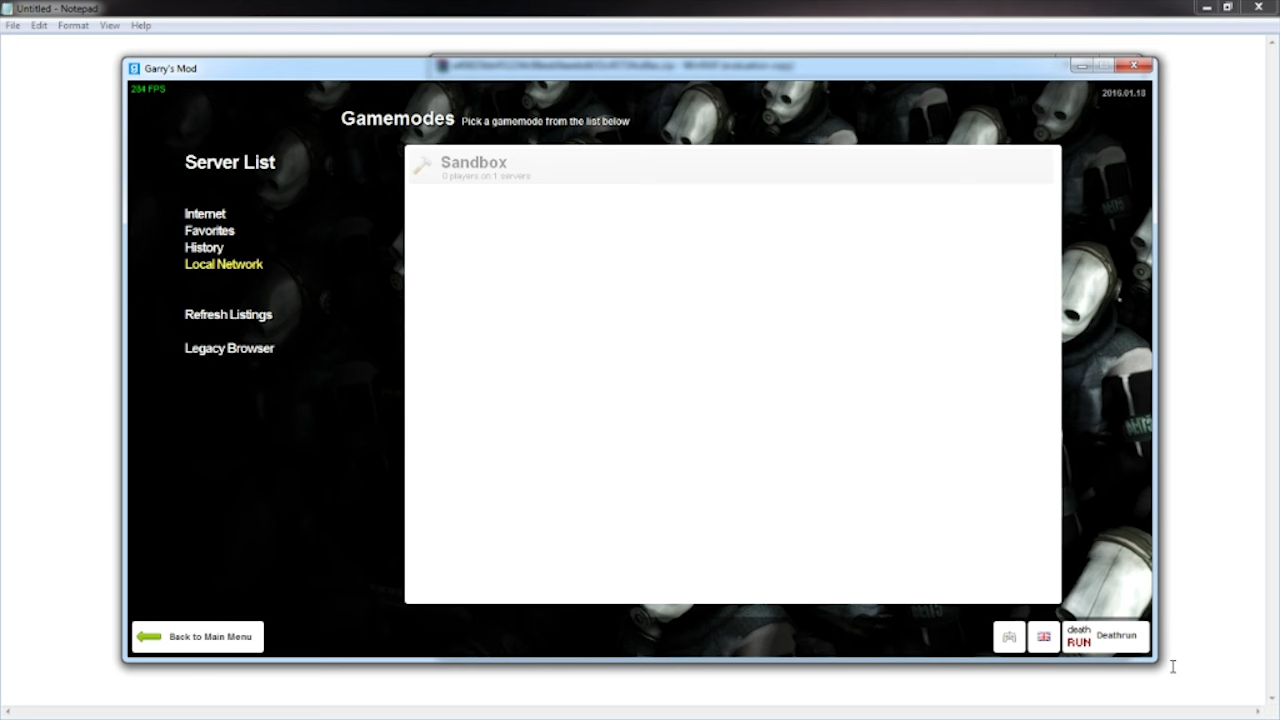 Untitled - Notepad
File Edit Format View Help
Garry's Mod
284 FPS
2016.01.18
Gamemodes Pick a gamemode from the list below
Server List
Sandbox
0 players on 1 servers
Internet
Favorites
History
Local Network
Refresh Listings
Legacy Browser
Back to Main Menu
death
RUN
Deathrun